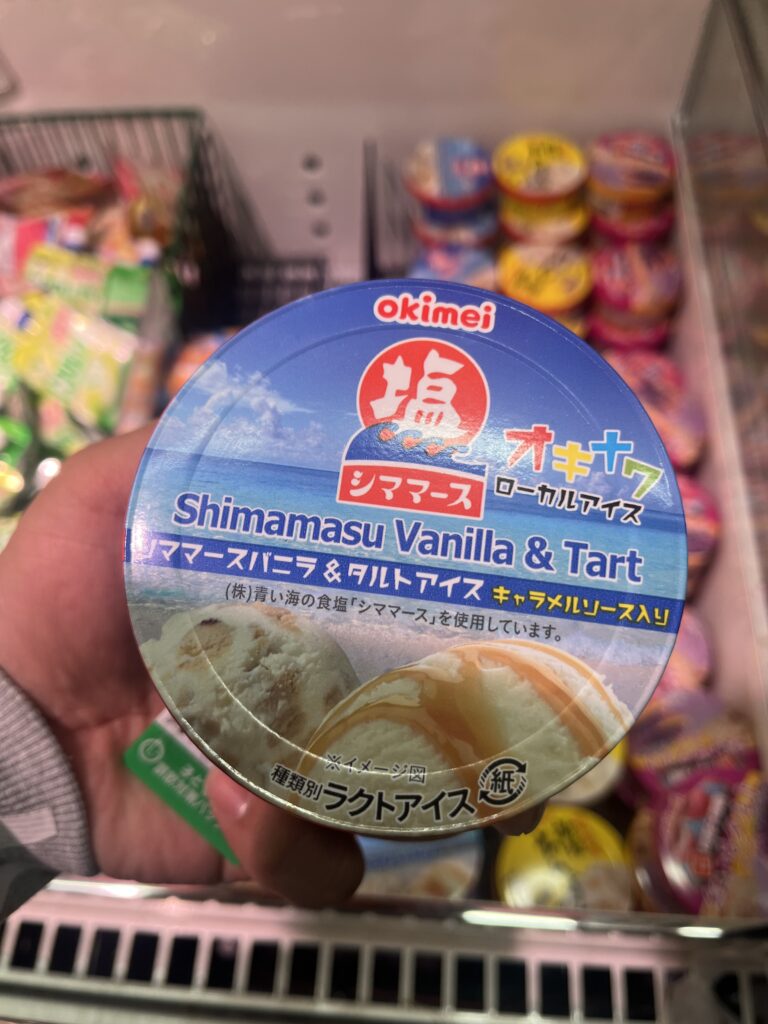 okimei
塩
シママース
オキナワ
ローカルアイス
Shimamasu Vanilla & Tart
シママースバニラ&タルトアイス キャラメルソース入り
(株)青い海の食塩「シママース」を使用しています。
※イメージ図
種類別ラクトアイス
紙